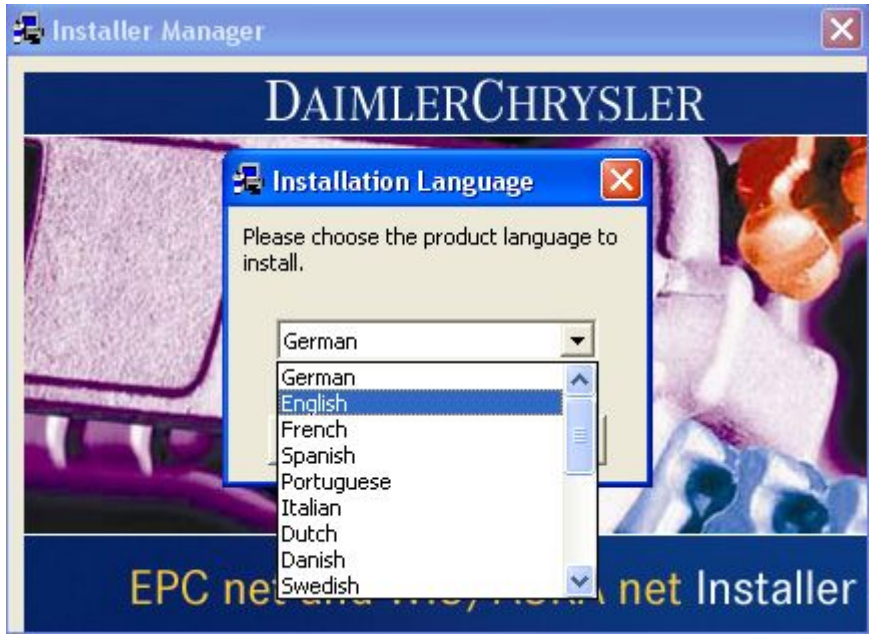 Installer Manager
DAIMLERCHRYSLER
Installation Language
Please choose the product language to
install.
German
German
English
French
Spanish
Portuguese
Italian
Dutch
Danish
Swedish
EPC net and net Installer